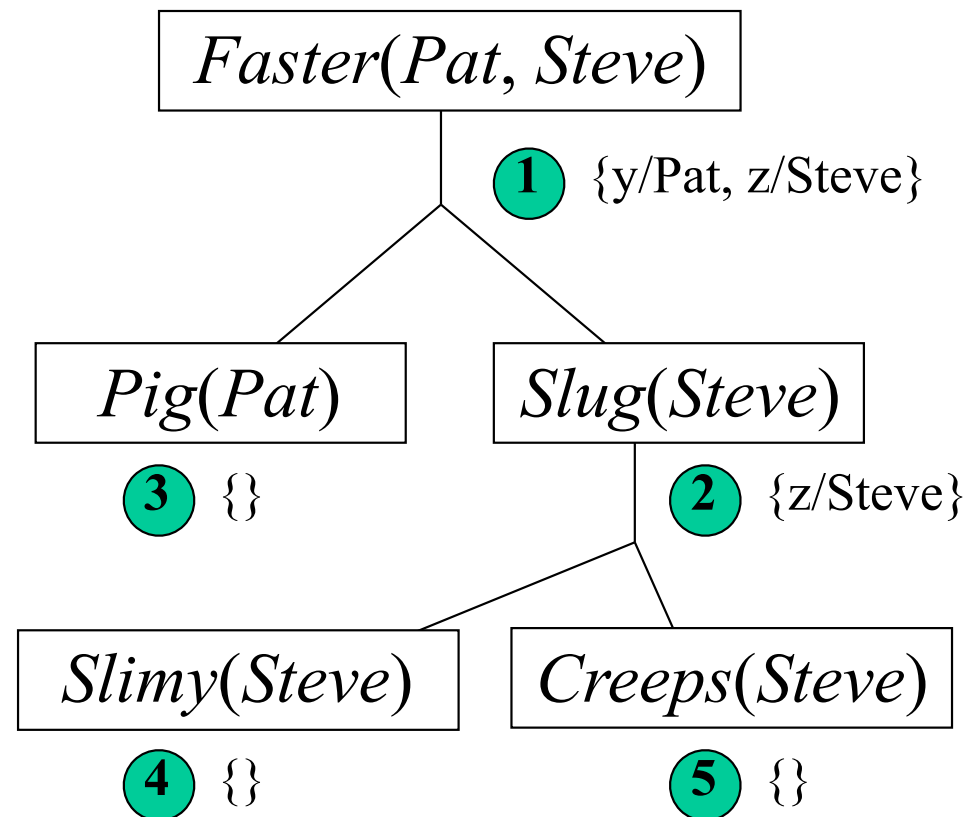 Faster(Pat, Steve)
1 {y/Pat, z/Steve}
Pig(Pat) Slug(Steve)
3 {} 2 {z/Steve}
Slimy(Steve) Creeps(Steve)
4 {} 5 {}